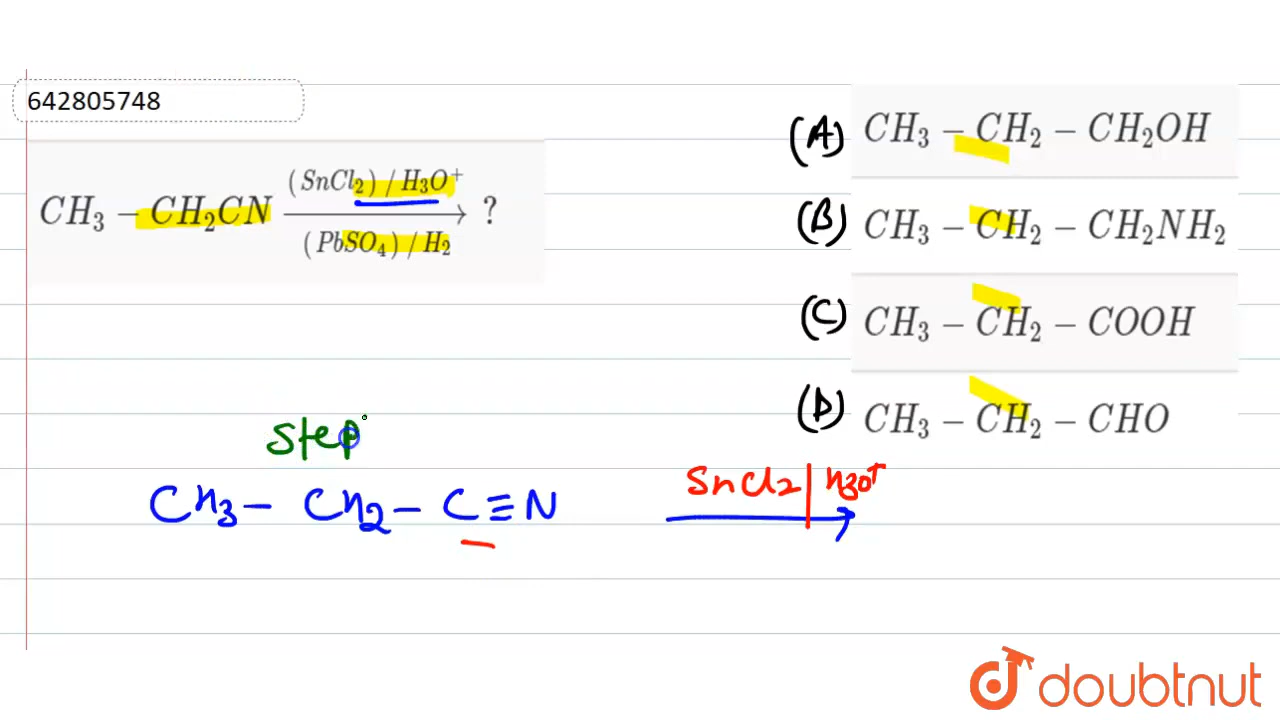 642805748
CH₃ − CH₂CN (SnCl₂) / H₃O⁺ ?
(PbSO₄) / H₂
(A) CH₃ − CH₂ − CH₂OH
(B) CH₃ − CH₂ − CH₂NH₂
(C) CH₃ − CH₂ − COOH
(D) CH₃ − CH₂ − CHO
Step
CH₃ − CH₂ − C≡N SnCl₂ | H₃O⁺
doubtnut